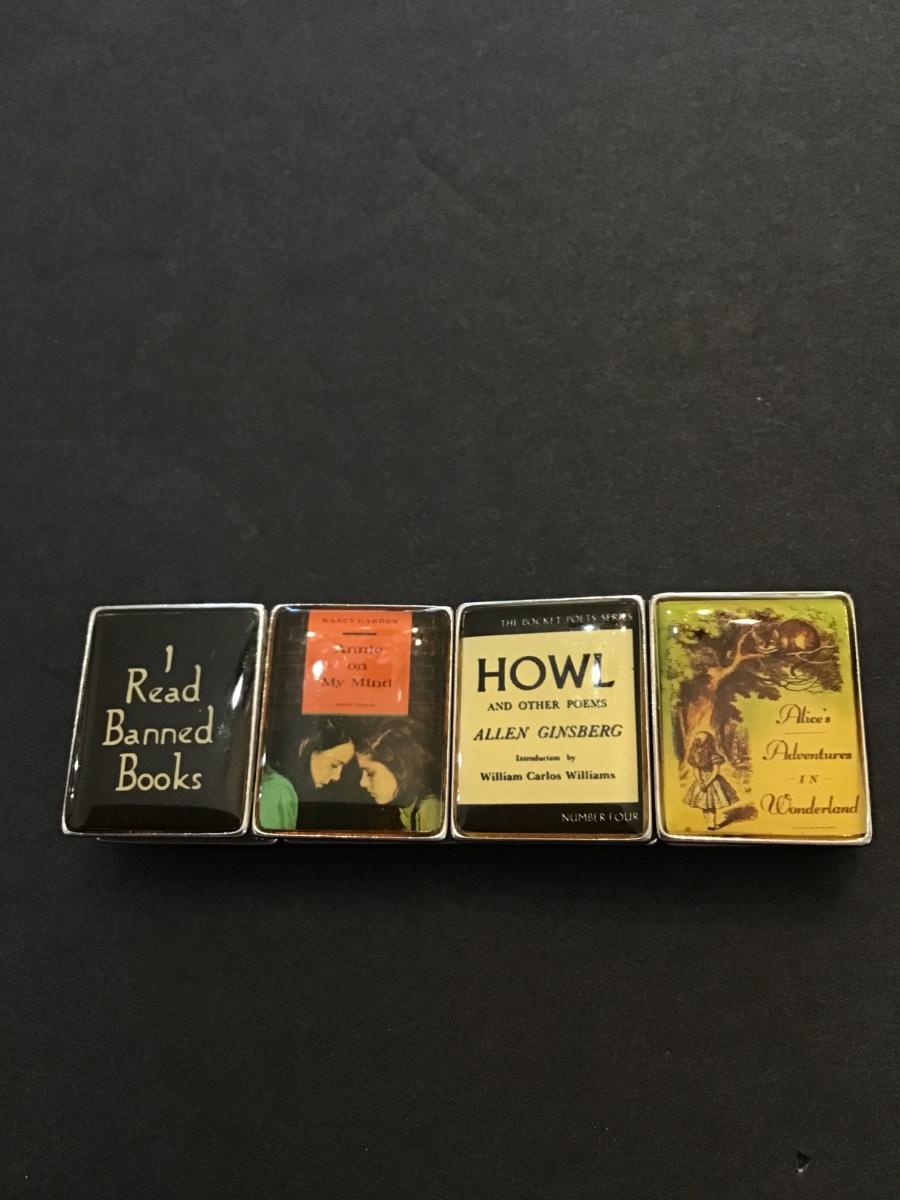 I
Read
Banned
Books
NANCY GARDEN
Annie
on
My Mind
THE POCKET POETS SERIES
HOWL
AND OTHER POEMS
ALLEN GINSBERG
Introduction by
William Carlos Williams
NUMBER FOUR
Alice's
Adventures
IN
Wonderland